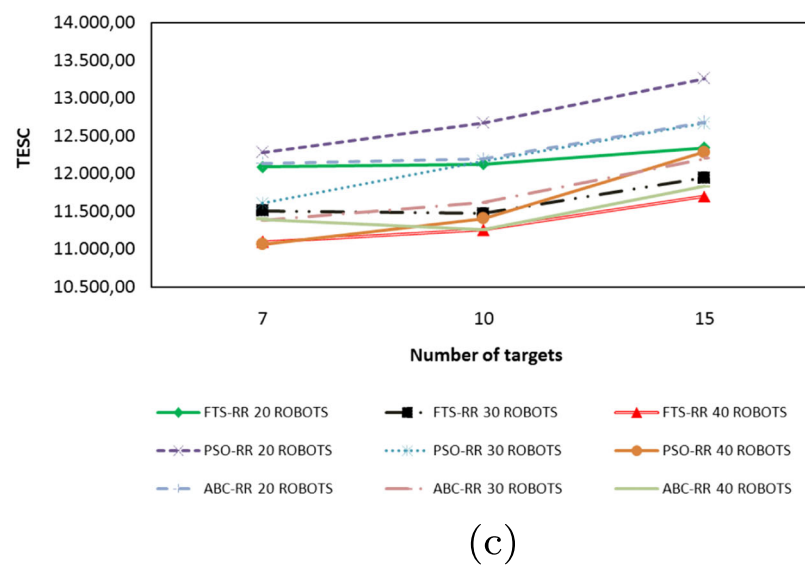 14.000,00
13.500,00
13.000,00
12.500,00
12.000,00
11.500,00
11.000,00
10.500,00
TESC
7 10 15
Number of targets
FTS-RR 20 ROBOTS FTS-RR 30 ROBOTS FTS-RR 40 ROBOTS
PSO-RR 20 ROBOTS PSO-RR 30 ROBOTS PSO-RR 40 ROBOTS
ABC-RR 20 ROBOTS ABC-RR 30 ROBOTS ABC-RR 40 ROBOTS
(c)